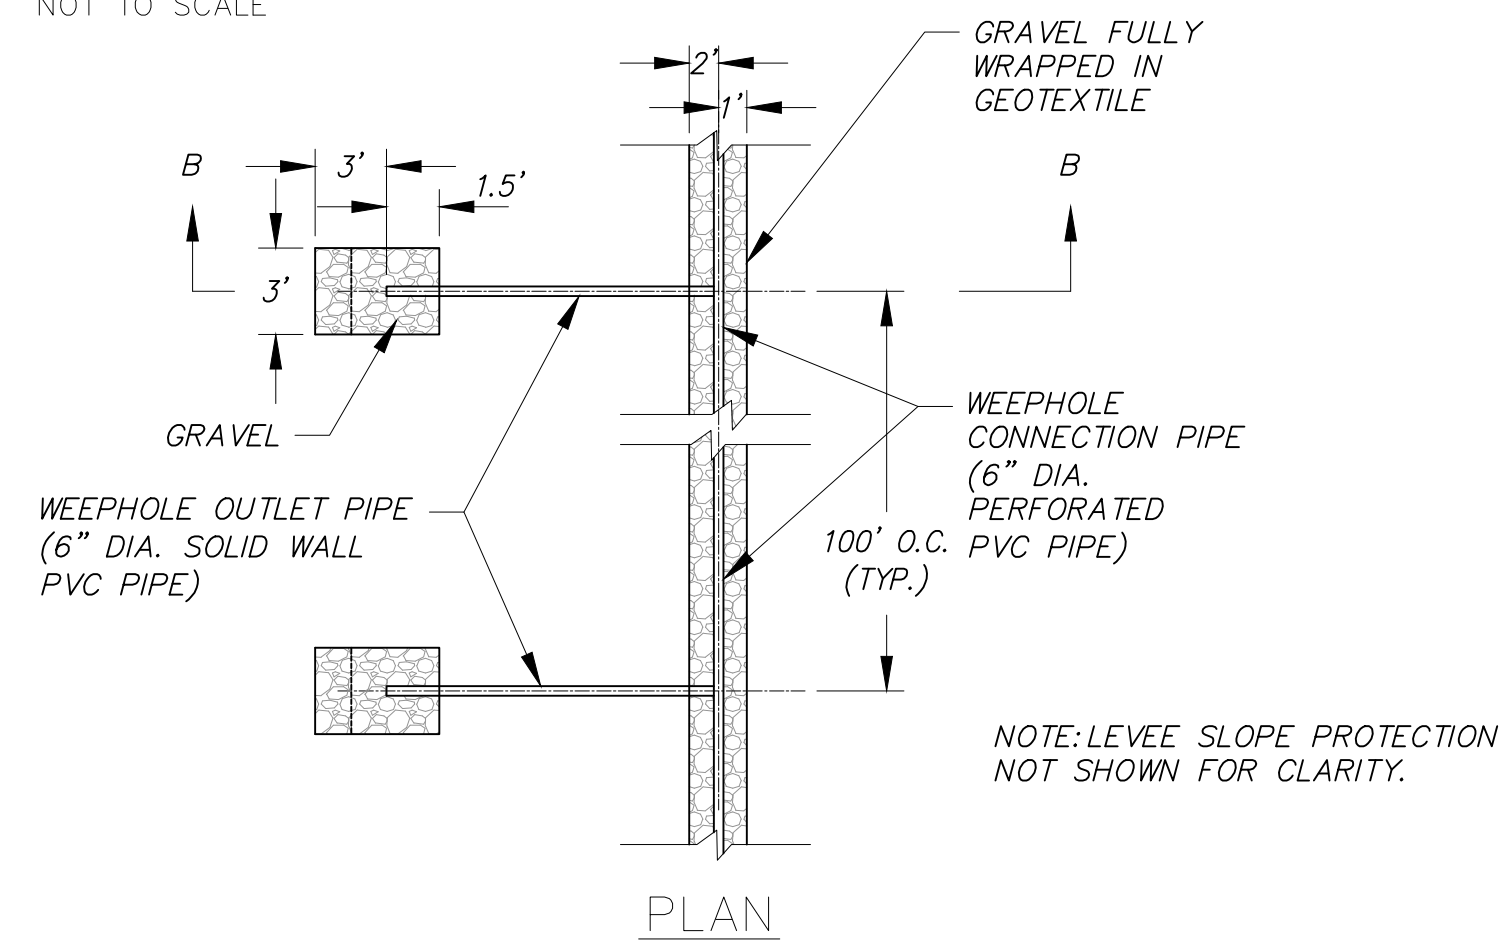 NOT TO SCALE
GRAVEL FULLY
WRAPPED IN
GEOTEXTILE
2'
1'
B
3'
1.5'
B
3'
GRAVEL
WEEPHOLE
CONNECTION PIPE
(6" DIA.
PERFORATED
PVC PIPE)
WEEPHOLE OUTLET PIPE
(6" DIA. SOLID WALL
PVC PIPE)
100' O.C.
(TYP.)
NOTE: LEVEE SLOPE PROTECTION
NOT SHOWN FOR CLARITY.
PLAN